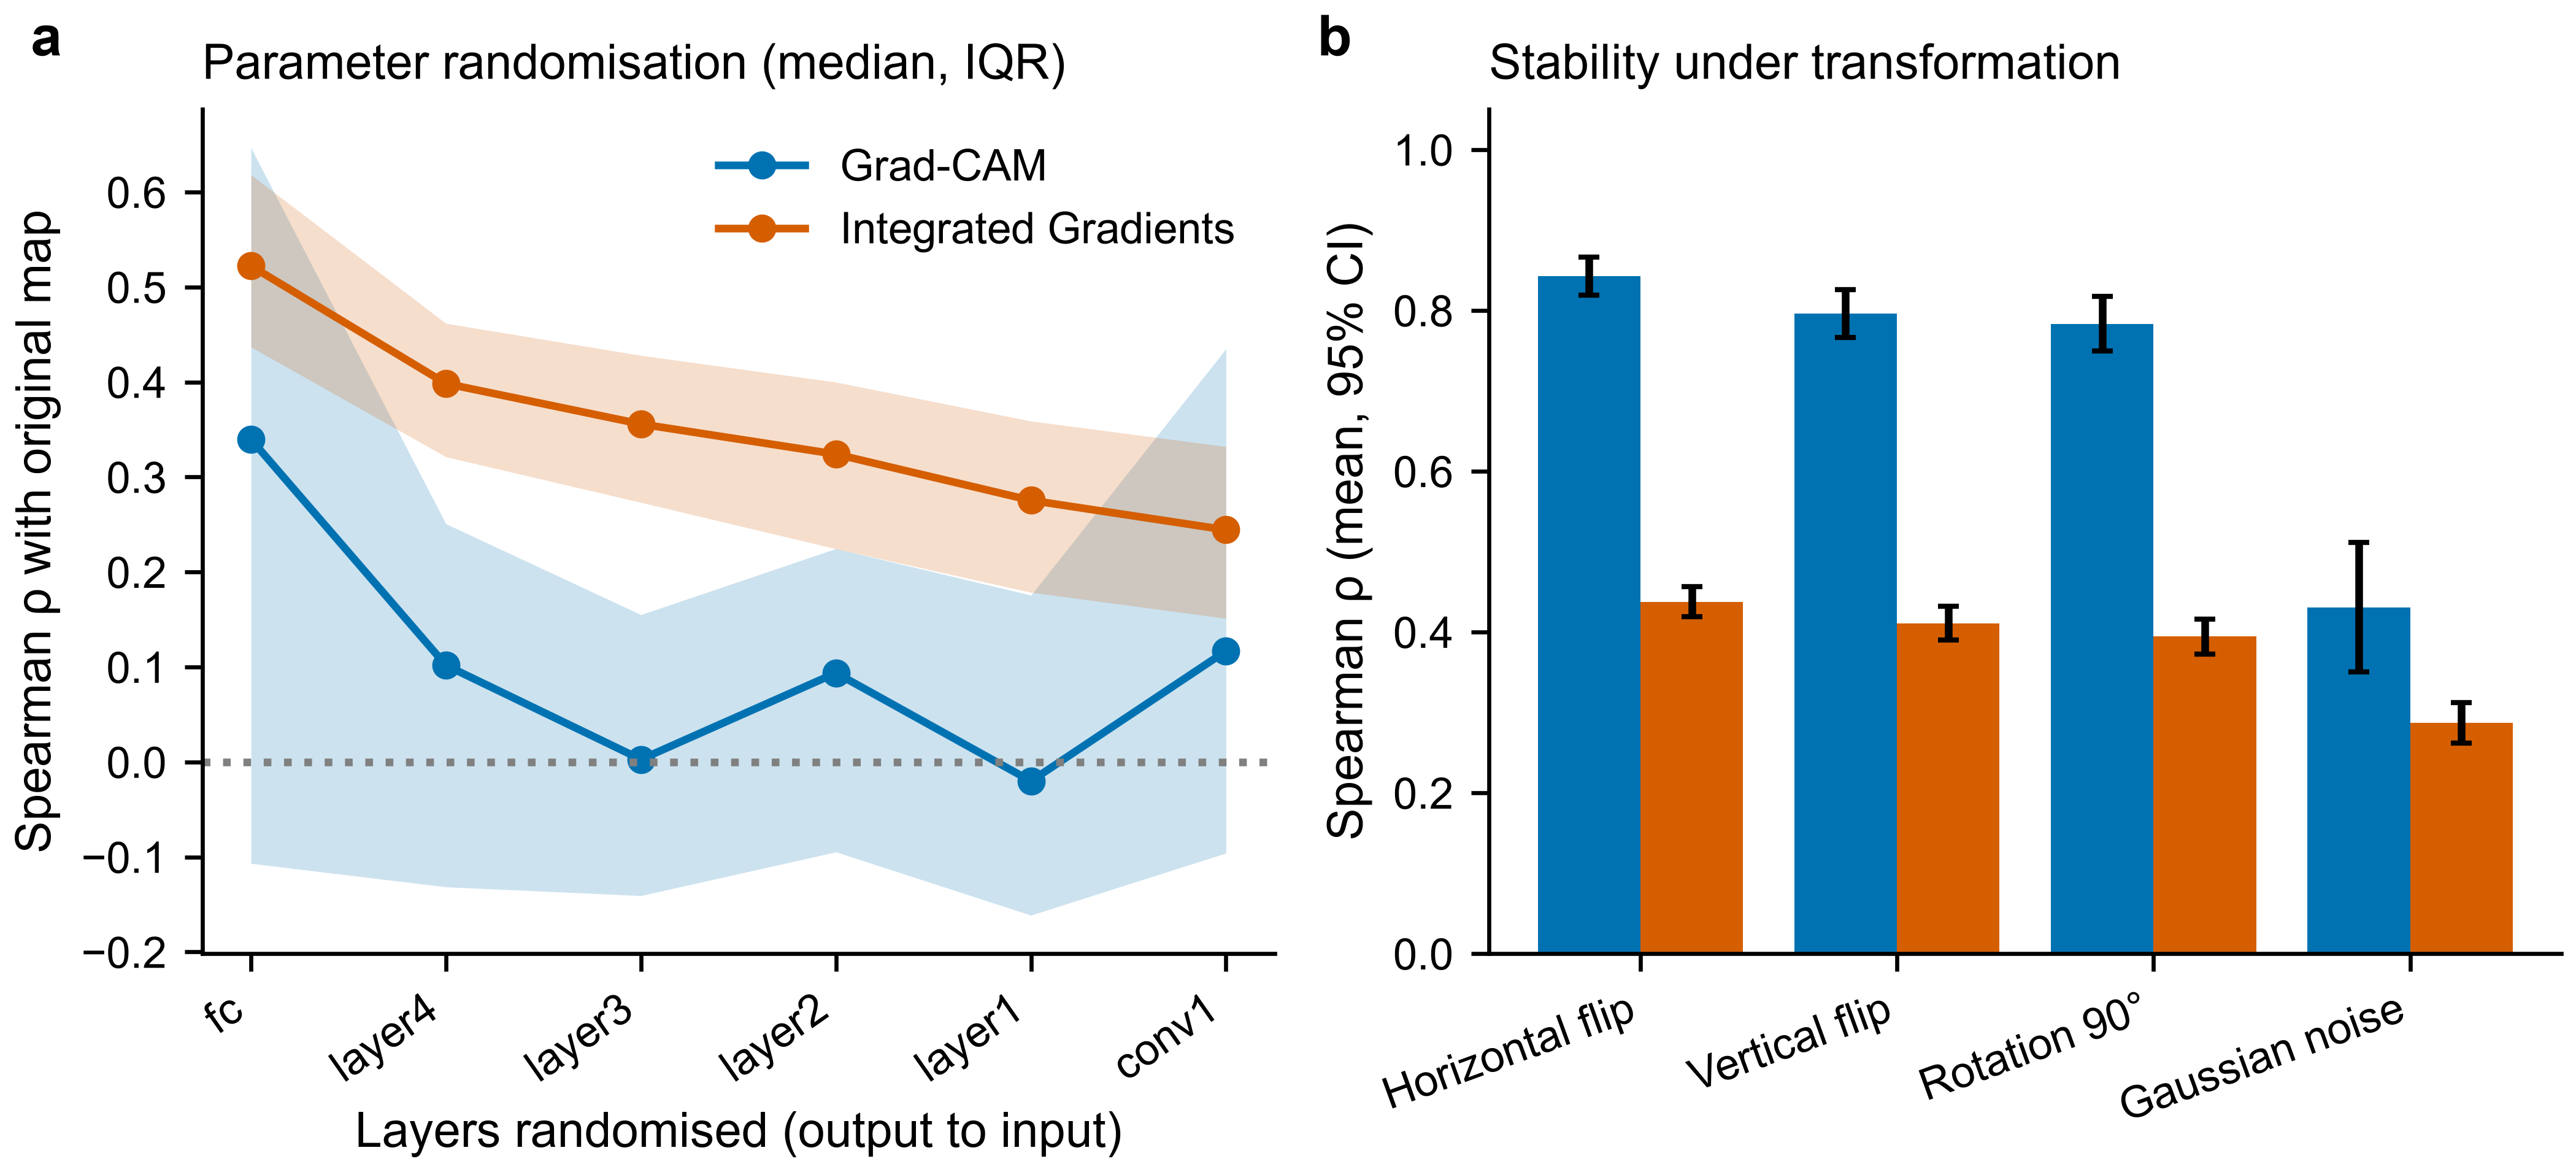 a
Parameter randomisation (median, IQR)
Grad-CAM
Integrated Gradients
Spearman ρ with original map
0.6
0.5
0.4
0.3
0.2
0.1
0.0
−0.1
−0.2
fc
layer4
layer3
layer2
layer1
conv1
Layers randomised (output to input)
b
Stability under transformation
Spearman ρ (mean, 95% CI)
1.0
0.8
0.6
0.4
0.2
0.0
Horizontal flip
Vertical flip
Rotation 90°
Gaussian noise